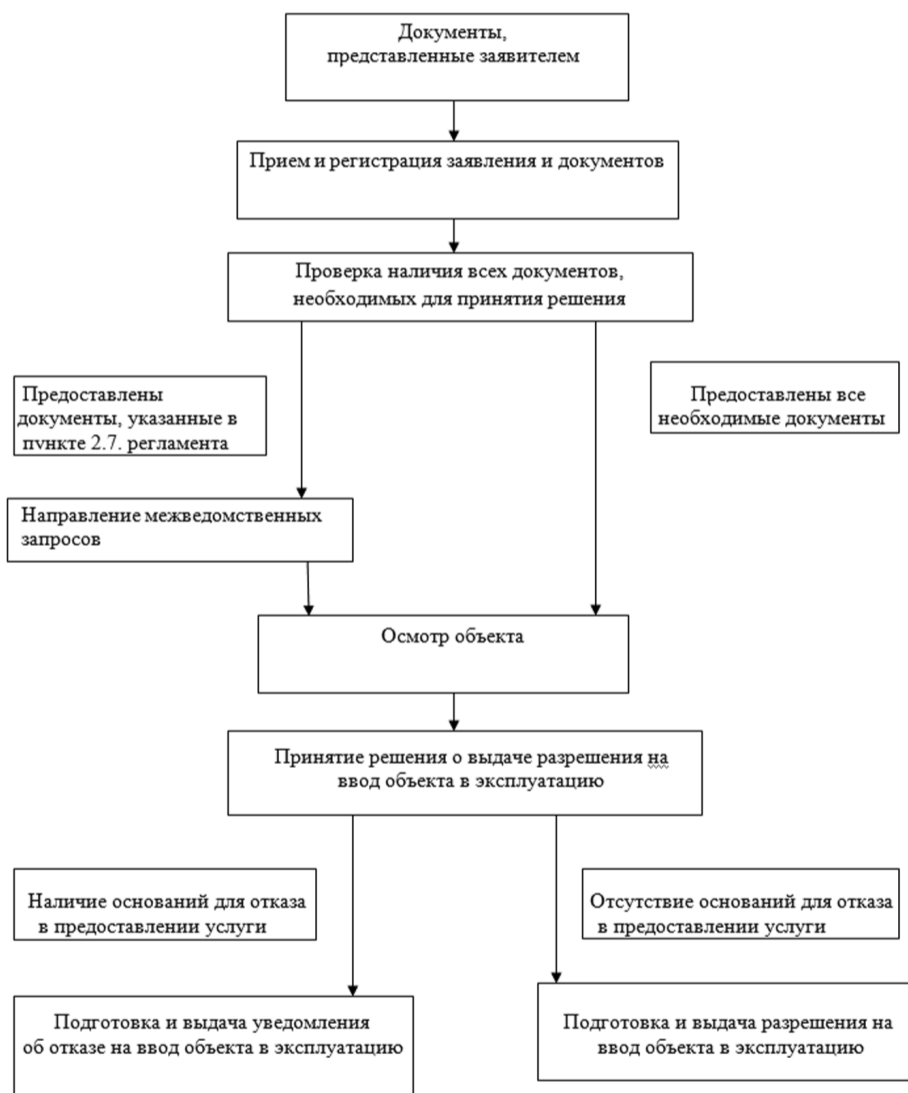 Документы,
представленные заявителем
Прием и регистрация заявления и документов
Проверка наличия всех документов,
необходимых для принятия решения
Предоставлены
документы, указанные в
пункте 2.7. регламента
Предоставлены все
необходимые документы
Направление межведомственных
запросов
Осмотр объекта
Принятие решения о выдаче разрешения на
ввод объекта в эксплуатацию
Наличие оснований для отказа
в предоставлении услуги
Отсутствие оснований для отказа
в предоставлении услуги
Подготовка и выдача уведомления
об отказе на ввод объекта в эксплуатацию
Подготовка и выдача разрешения на
ввод объекта в эксплуатацию